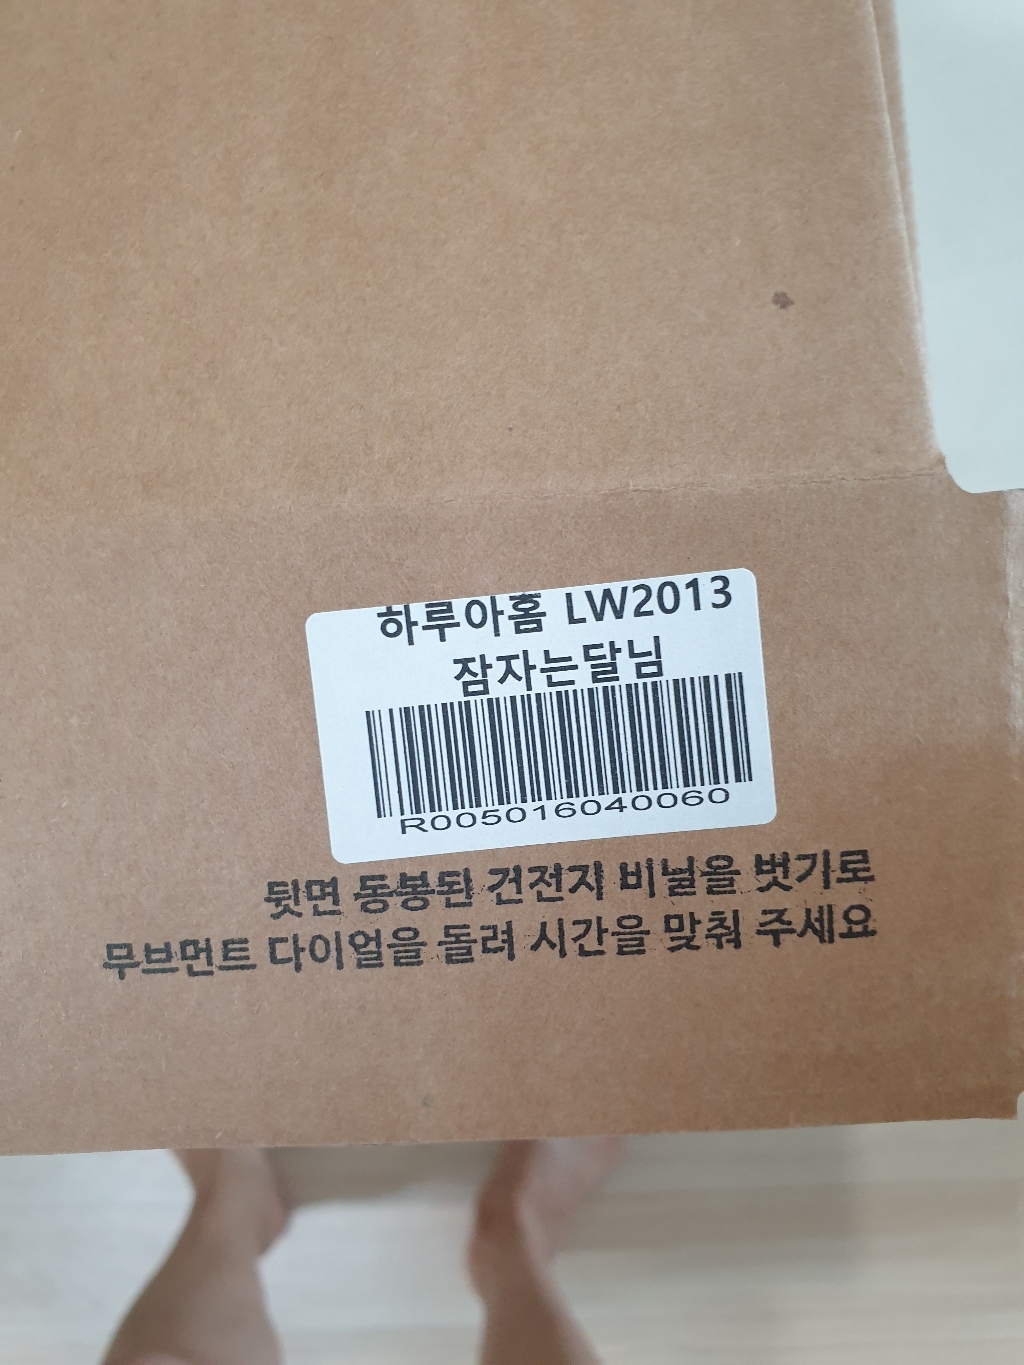 하루아홈 LW2013
잠자는달님
R005016040060
뒷면 동봉된 건전지 비닐을 벗기로
무브먼트 다이얼을 돌려 시간을 맞춰 주세요